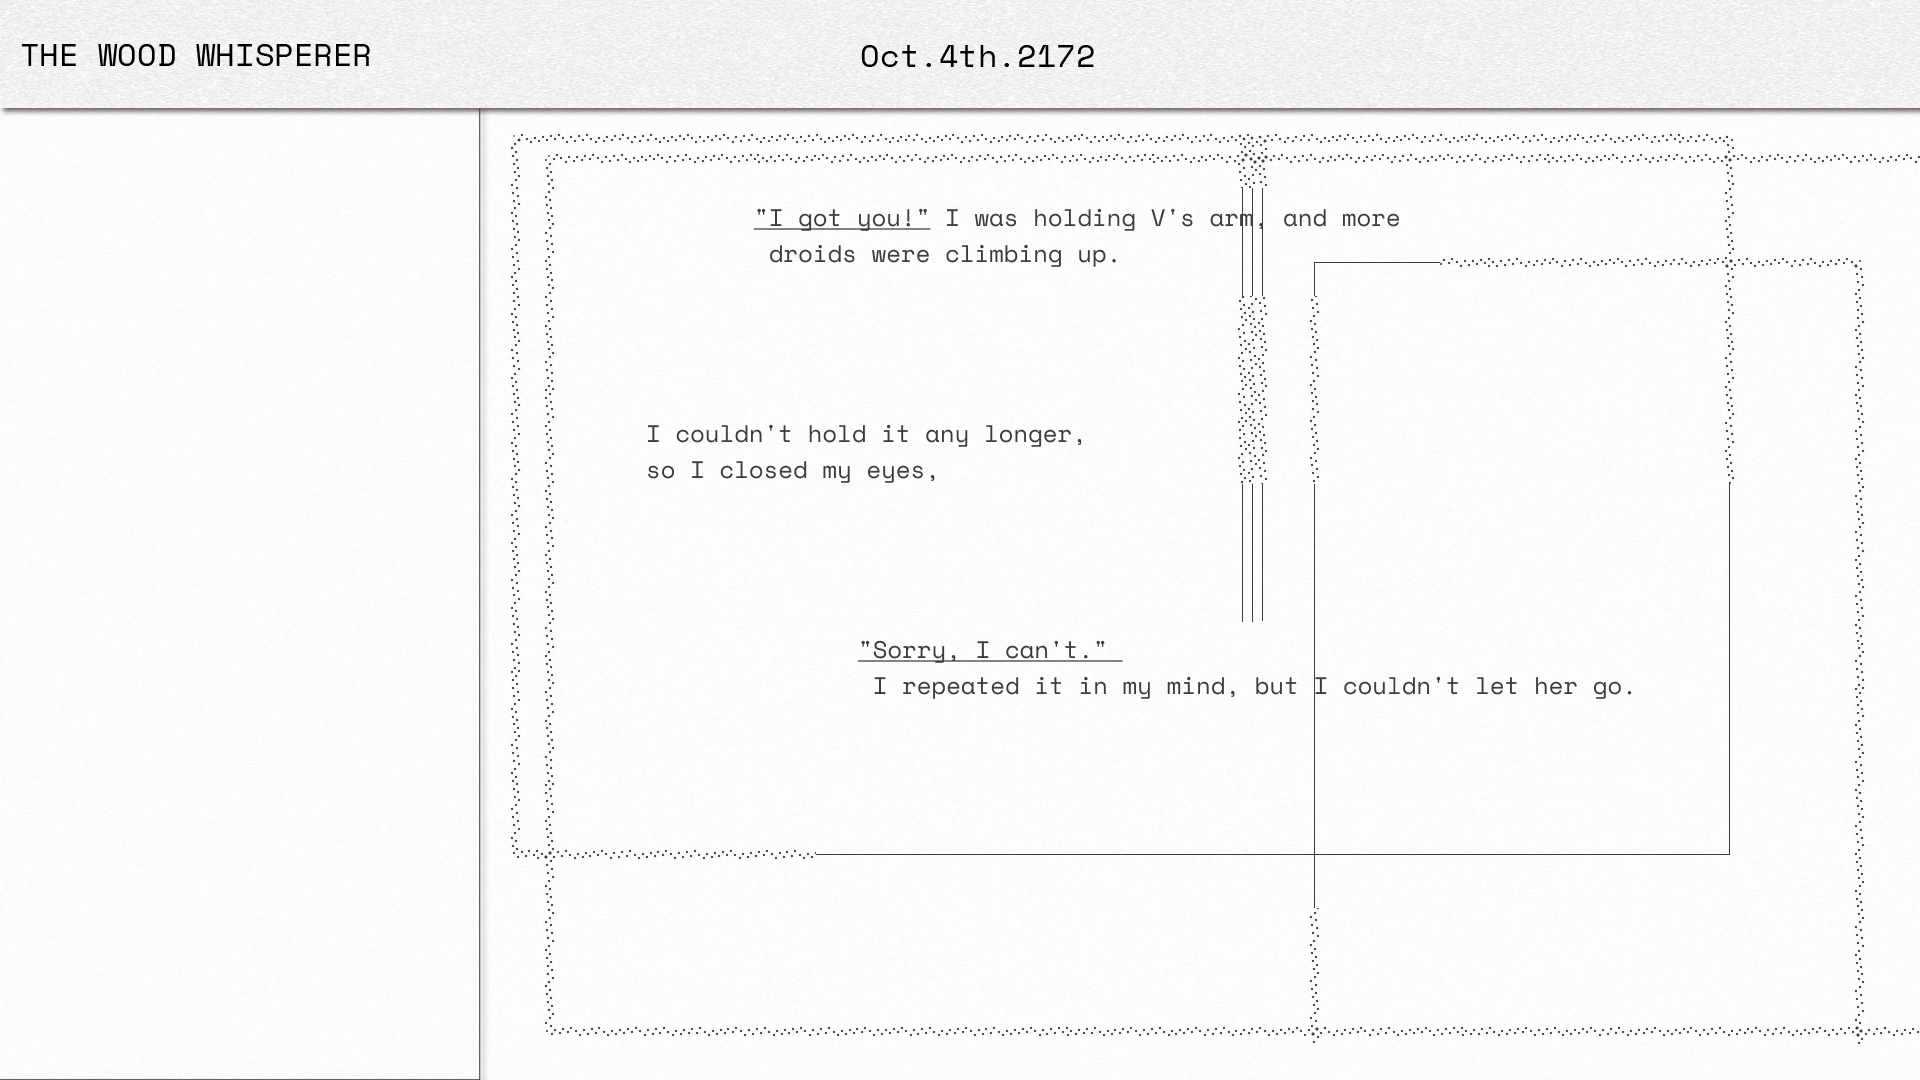 THE WOOD WHISPERER
Oct.4th.2172
"I got you!" I was holding V's arm, and more
droids were climbing up.
I couldn't hold it any longer,
so I closed my eyes,
"Sorry, I can't."
I repeated it in my mind, but I couldn't let her go.